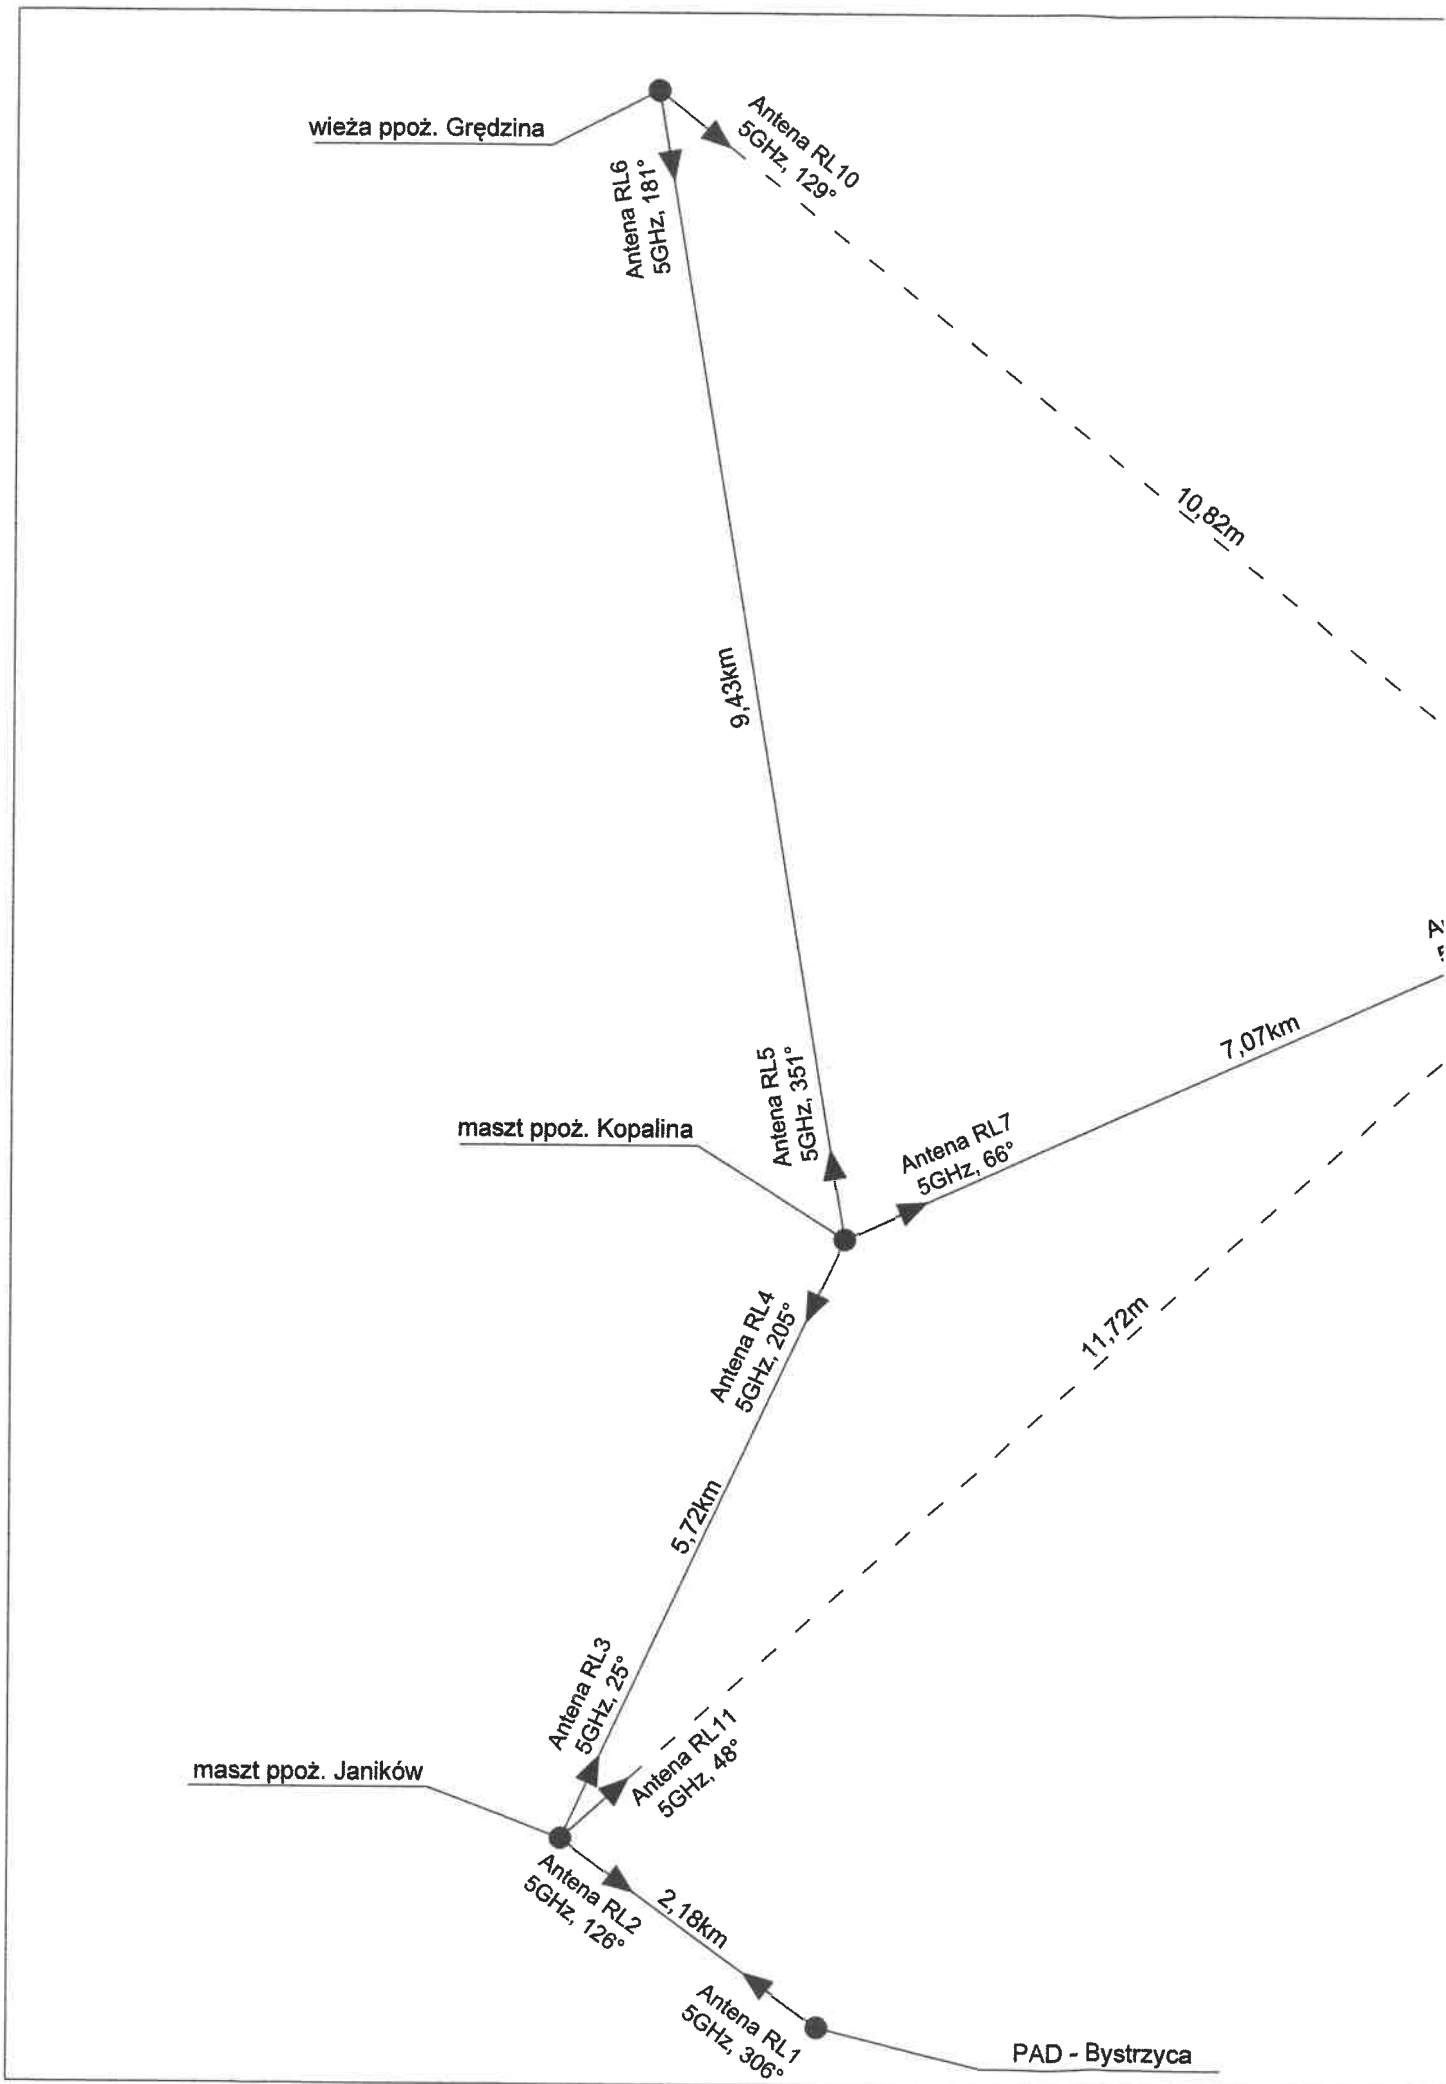 wieża ppoż. Grędzina
Antena RL10
5GHz, 129°
Antena RL6
5GHz, 181°
10,82m
9,43km
7,07km
Antena RL5
5GHz, 351°
maszt ppoż. Kopalina
Antena RL7
5GHz, 66°
Antena RL4
5GHz, 205°
11,72m
5,72km
Antena RL3
5GHz, 25°
Antena RL11
5GHz, 48°
maszt ppoż. Janików
Antena RL2
5GHz, 126°
2,18km
Antena RL1
5GHz, 306°
PAD - Bystrzyca